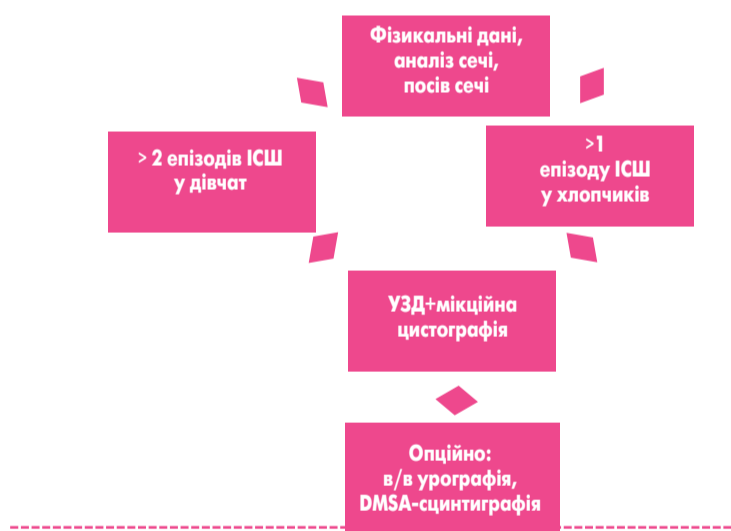 Фізикальні дані,
аналіз сечі,
посів сечі
> 2 епізодів ІСШ
у дівчат
>1
епізоду ІСШ
у хлопчиків
УЗД+мікційна
цистографія
Опційно:
в/в урографія,
DMSA-сцинтиграфія